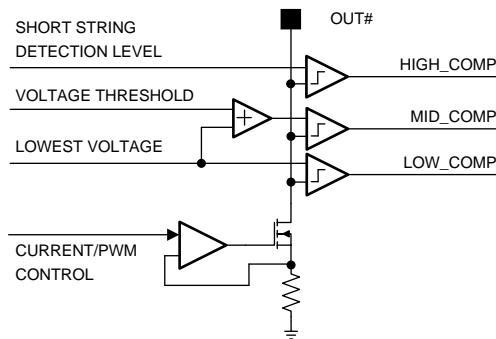 SHORT STRING
DETECTION LEVEL
OUT#
HIGH_COMP
VOLTAGE THRESHOLD
MID_COMP
LOWEST VOLTAGE
LOW_COMP
CURRENT/PWM
CONTROL